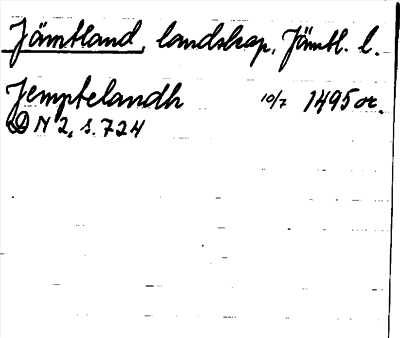 Jämtland, landskap, Jämtl. l.
Jemptelandh 10/7 1495 or.
DN 2, s. 724